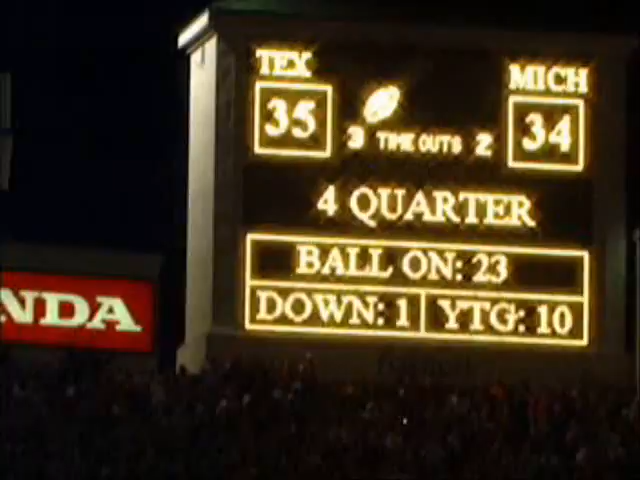 TEX
MICH
35
34
3 TIME OUTS 2
4 QUARTER
BALL ON: 23
DOWN: 1 YTG: 10
NDA